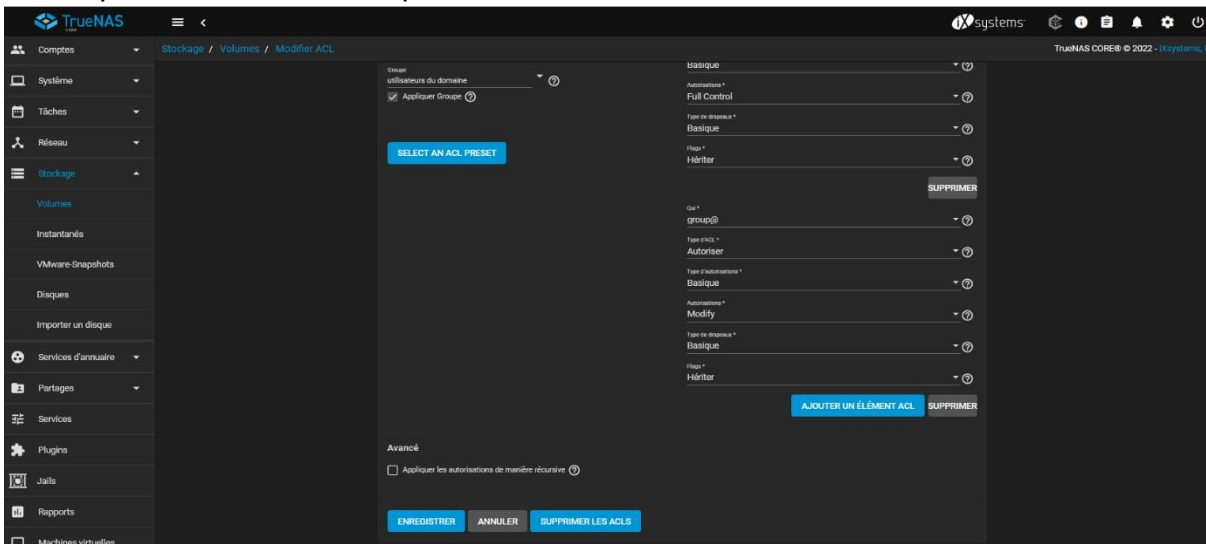 TrueNAS
CORE
iXsystems
Comptes
Stockage / Volumes / Modifier ACL
TrueNAS CORE® © 2022 - iXsystems, I
Système
Tâches
Réseau
Stockage
Volumes
Instantanés
VMware-Snapshots
Disques
Importer un disque
Services d'annuaire
Partages
Services
Plugins
Jails
Rapports
Machines virtuelles
Groupe
utilisateurs du domaine
Appliquer Groupe
SELECT AN ACL PRESET
Basique
Autorisations *
Full Control
Type de drapeaux *
Basique
Flags *
Hériter
SUPPRIMER
Qui *
group@
Type d'ACL *
Autoriser
Type d'autorisations *
Basique
Autorisations *
Modify
Type de drapeaux *
Basique
Flags *
Hériter
AJOUTER UN ÉLÉMENT ACL SUPPRIMER
Avancé
Appliquer les autorisations de manière récursive
ENREGISTRER ANNULER SUPPRIMER LES ACLS